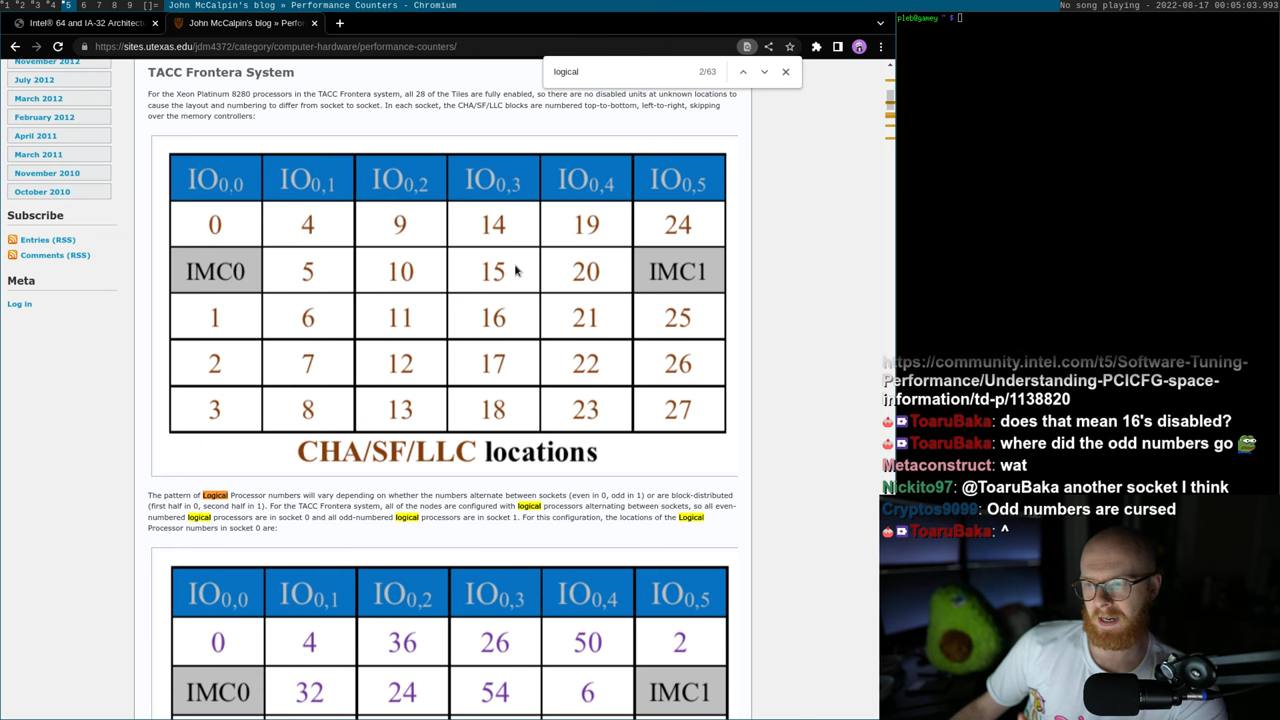 1 2 3 4 5 6 7 8 9 []= John McCalpin's blog » Performance Counters - Chromium No song playing - 2022-08-17 00:05:03.993
Intel® 64 and IA-32 Architect
John McCalpin's blog » Perfor
https://sites.utexas.edu/jdm4372/category/computer-hardware/performance-counters/
pleb@gamey ~ $
logical 2/63
November 2012
July 2012
March 2012
February 2012
April 2011
March 2011
November 2010
October 2010
Subscribe
Entries (RSS)
Comments (RSS)
Meta
Log in
TACC Frontera System
For the Xeon Platinum 8280 processors in the TACC Frontera system, all 28 of the Tiles are fully enabled, so there are no disabled units at unknown locations to
cause the layout and numbering to differ from socket to socket. In each socket, the CHA/SF/LLC blocks are numbered top-to-bottom, left-to-right, skipping
over the memory controllers:
IO0,0 IO0,1 IO0,2 IO0,3 IO0,4 IO0,5
0 4 9 14 19 24
IMC0 5 10 15 20 IMC1
1 6 11 16 21 25
2 7 12 17 22 26
3 8 13 18 23 27
CHA/SF/LLC locations
The pattern of Logical Processor numbers will vary depending on whether the numbers alternate between sockets (even in 0, odd in 1) or are block-distributed
(first half in 0, second half in 1). For the TACC Frontera system, all of the nodes are configured with logical processors alternating between sockets, so all even-
numbered logical processors are in socket 0 and all odd-numbered logical processors are in socket 1. For this configuration, the locations of the Logical
Processor numbers in socket 0 are:
IO0,0 IO0,1 IO0,2 IO0,3 IO0,4 IO0,5
0 4 36 26 50 2
IMC0 32 24 54 6 IMC1
https://community.intel.com/t5/Software-Tuning-
Performance/Understanding-PCICFG-space-
information/td-p/1138820
ToaruBaka: does that mean 16's disabled?
ToaruBaka: where did the odd numbers go
Metaconstruct: wat
Nickito97: @ToaruBaka another socket I think
Cryptos9099: Odd numbers are cursed
ToaruBaka: ^